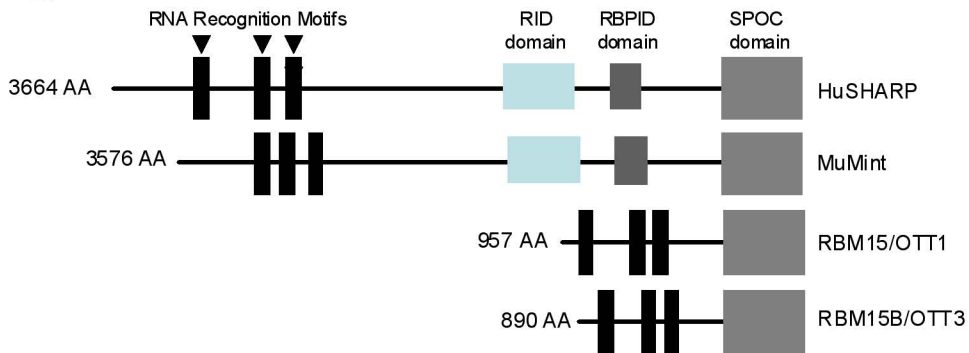 RNA Recognition Motifs
RID
domain
RBPID
domain
SPOC
domain
3664 AA
HuSHARP
3576 AA
MuMint
957 AA
RBM15/OTT1
890 AA
RBM15B/OTT3